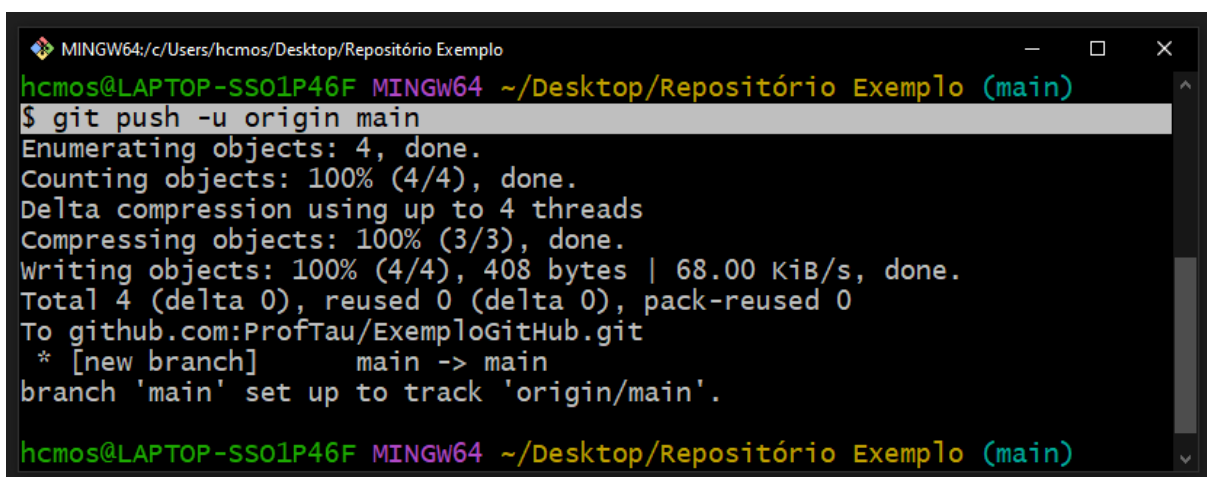 MINGW64:/c/Users/hcmos/Desktop/Repositório Exemplo
hcmos@LAPTOP-SSO1P46F MINGW64 ~/Desktop/Repositório Exemplo (main)
$ git push -u origin main
Enumerating objects: 4, done.
Counting objects: 100% (4/4), done.
Delta compression using up to 4 threads
Compressing objects: 100% (3/3), done.
Writing objects: 100% (4/4), 408 bytes | 68.00 KiB/s, done.
Total 4 (delta 0), reused 0 (delta 0), pack-reused 0
To github.com:ProfTau/ExemploGitHub.git
 * [new branch]      main -> main
branch 'main' set up to track 'origin/main'.
hcmos@LAPTOP-SSO1P46F MINGW64 ~/Desktop/Repositório Exemplo (main)